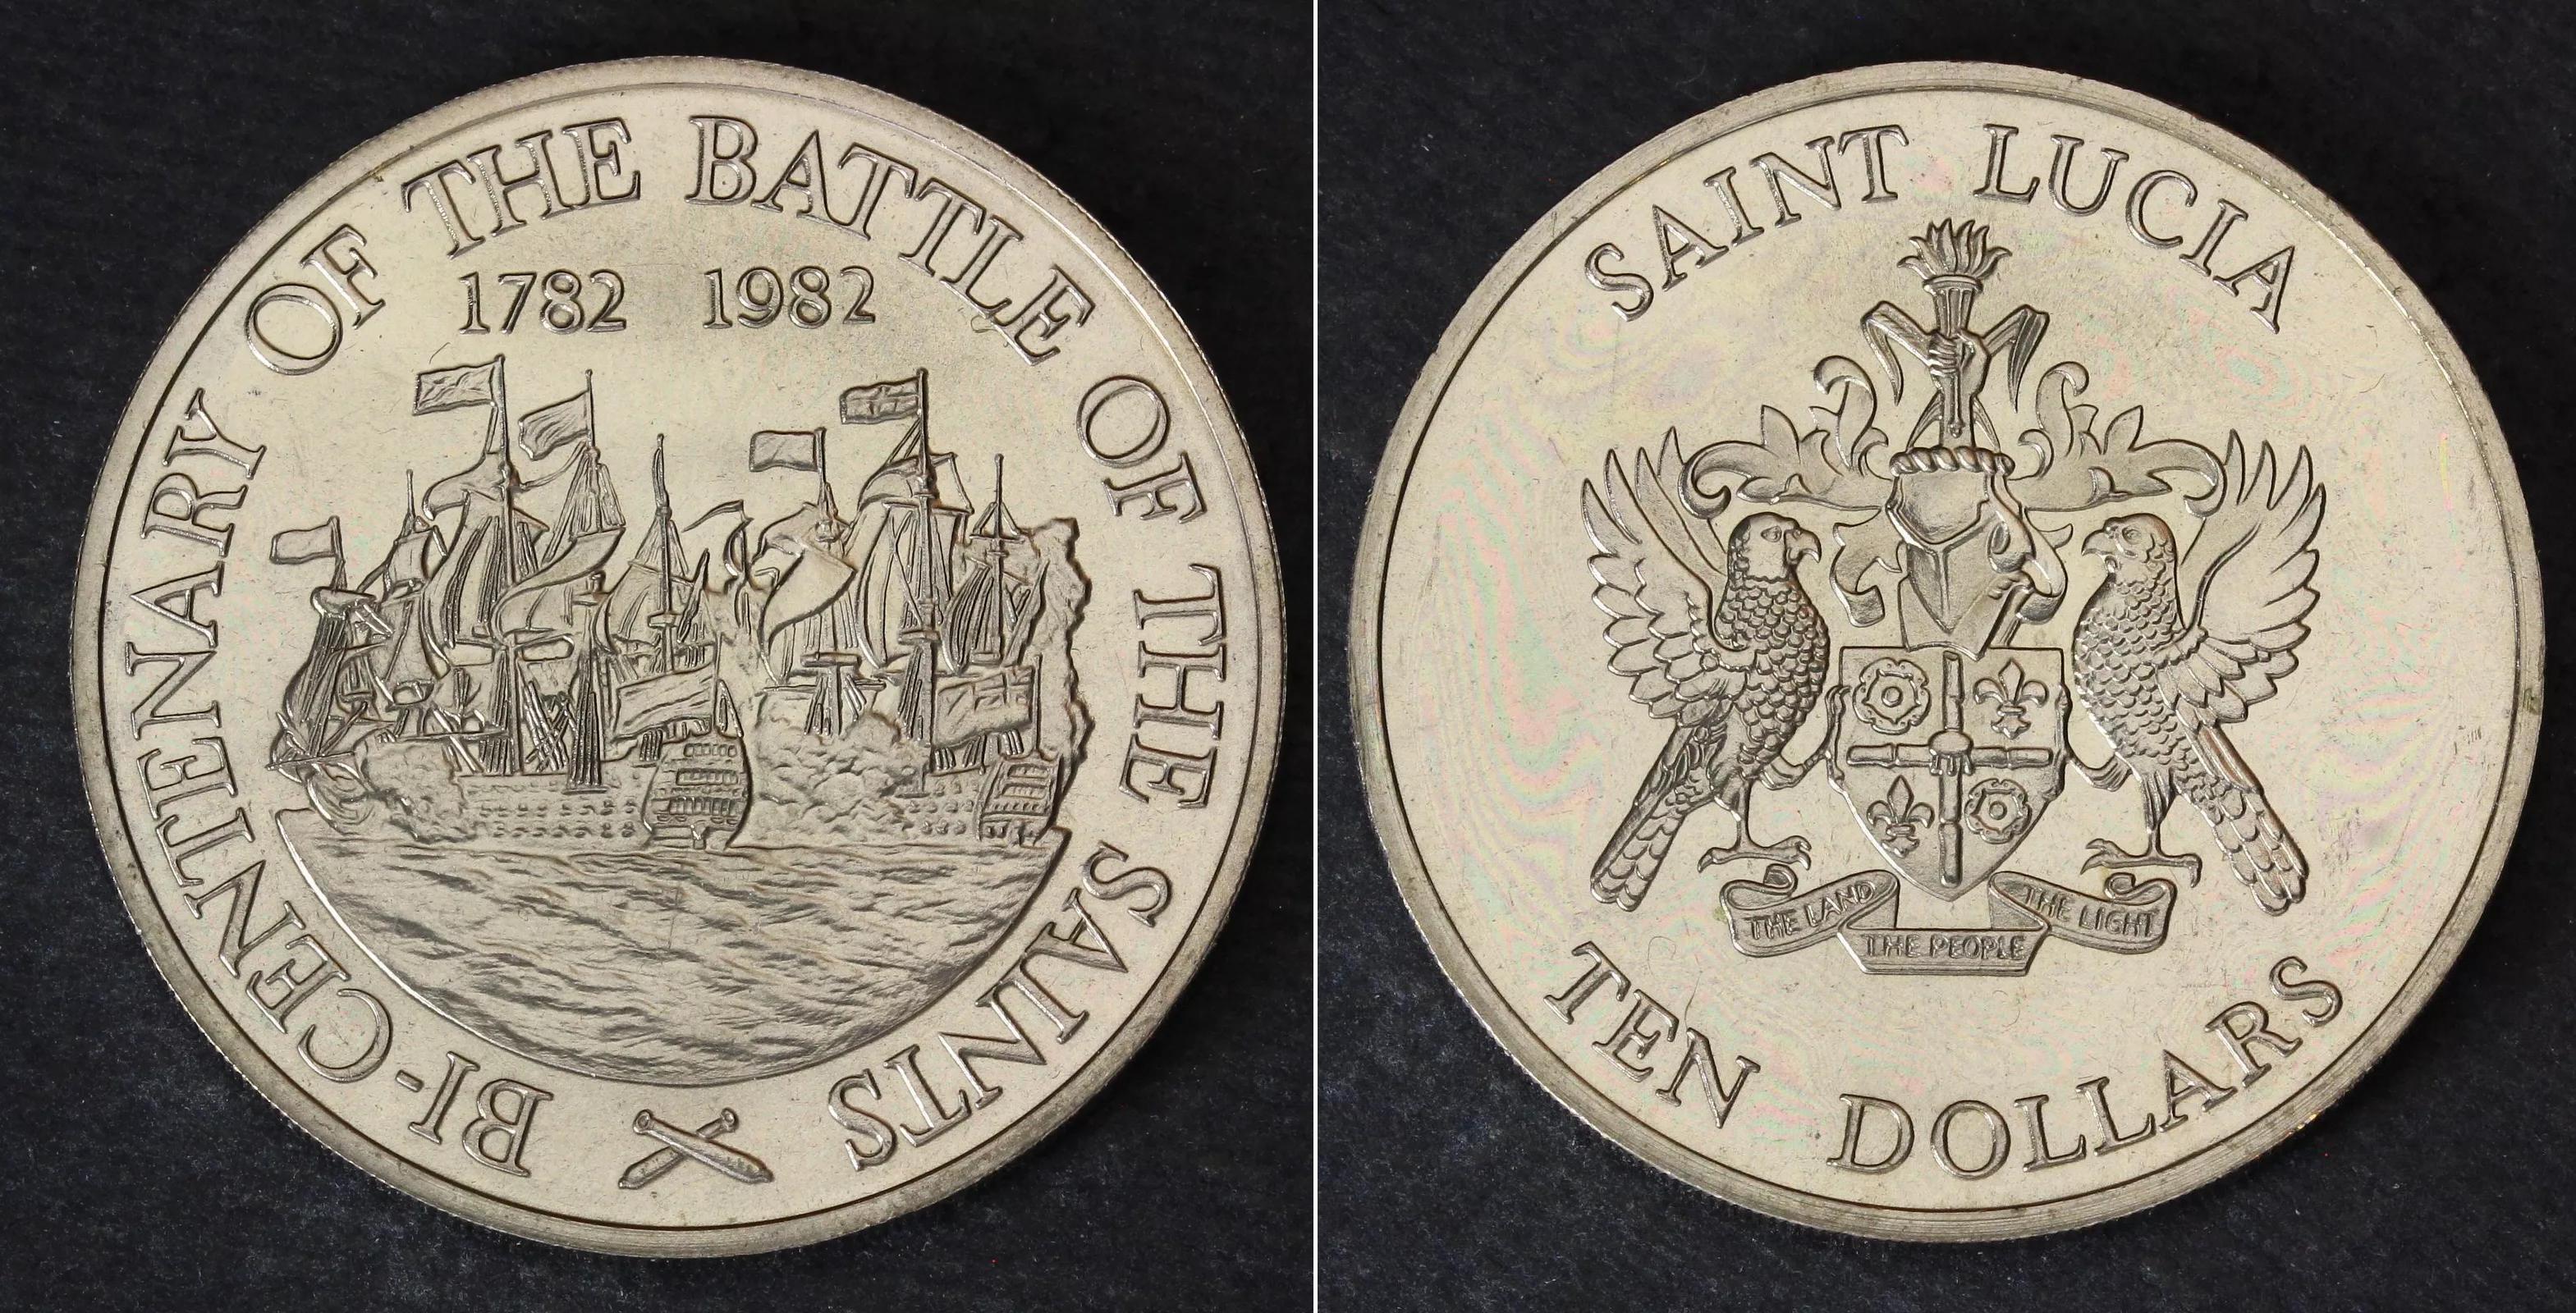 BI-CENTENARY OF THE BATTLE OF THE SAINTS
1782 1982
SAINT LUCIA
THE LAND
THE PEOPLE
THE LIGHT
TEN DOLLARS